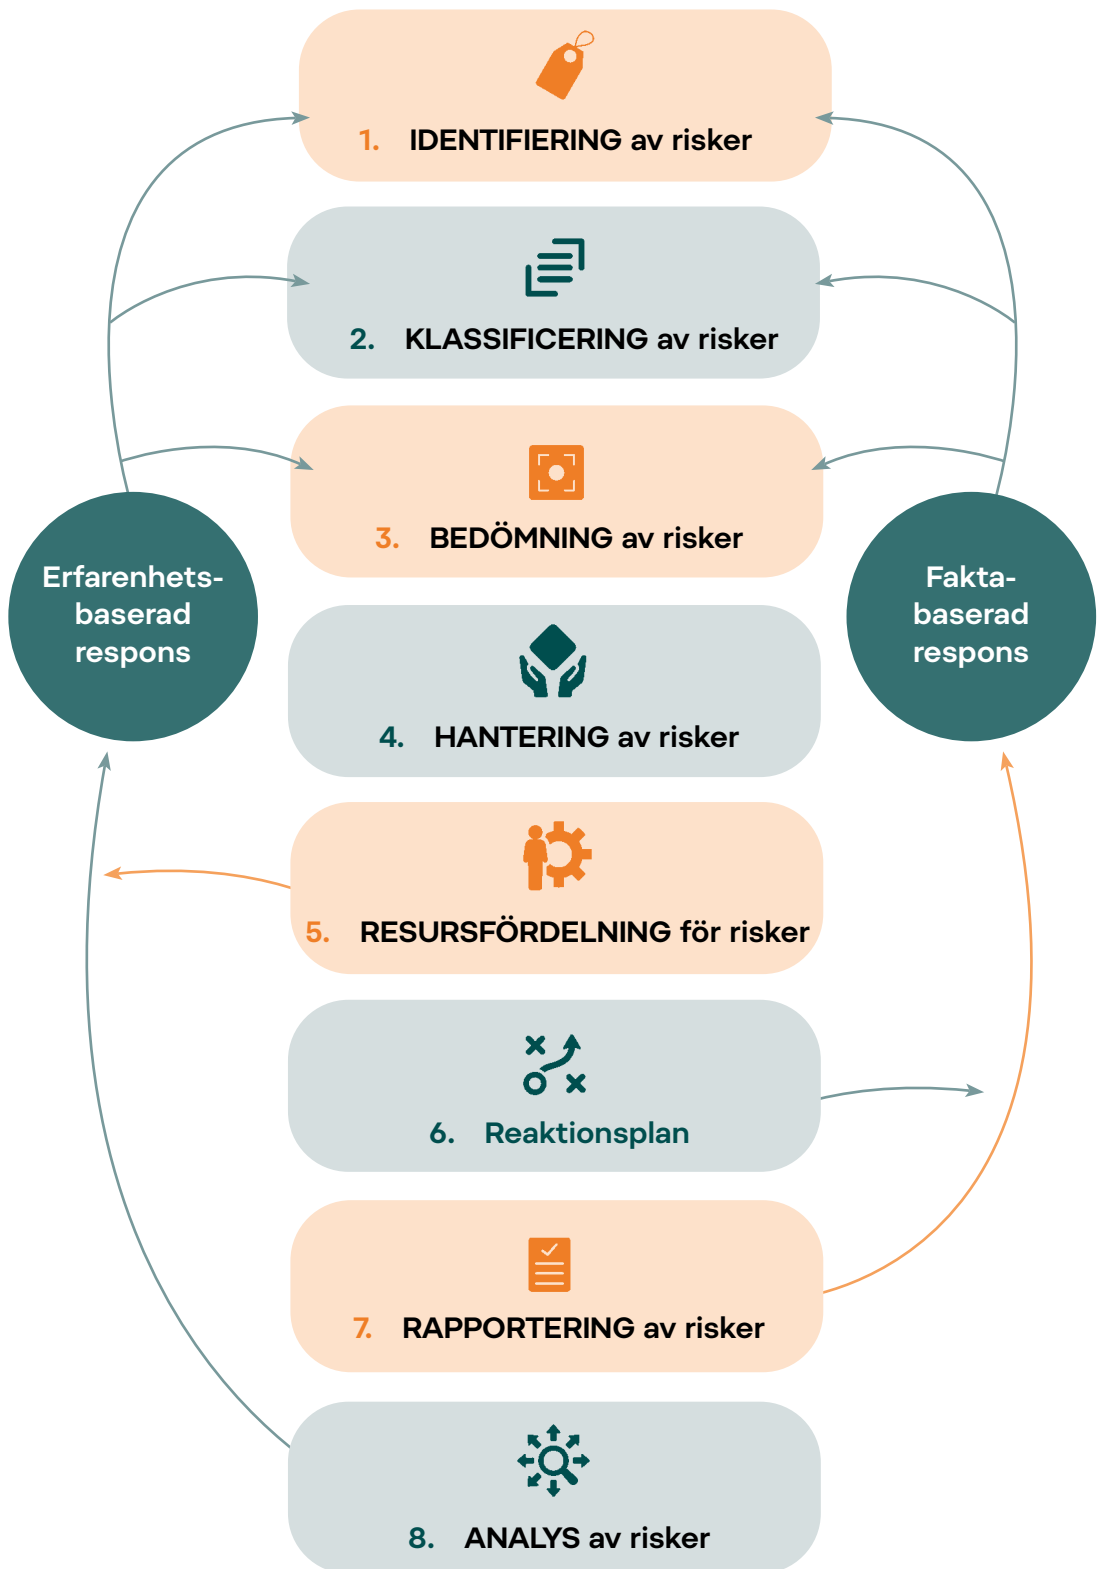 1. IDENTIFIERING av risker
2. KLASSIFICERING av risker
3. BEDÖMNING av risker
Erfarenhets-
baserad
respons
Fakta-
baserad
respons
4. HANTERING av risker
5. RESURSFÖRDELNING för risker
6. Reaktionsplan
7. RAPPORTERING av risker
8. ANALYS av risker